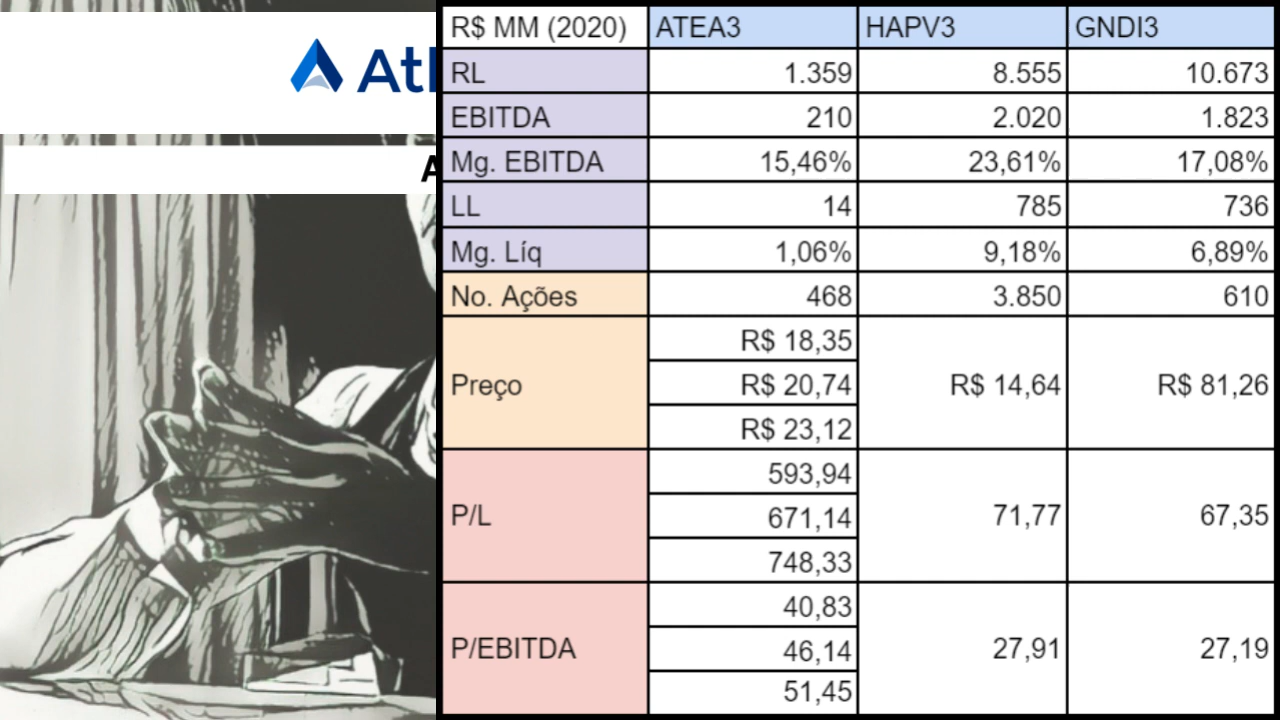 Atl
A
R$ MM (2020) ATEA3 HAPV3 GNDI3
RL 1.359 8.555 10.673
EBITDA 210 2.020 1.823
Mg. EBITDA 15,46% 23,61% 17,08%
LL 14 785 736
Mg. Líq 1,06% 9,18% 6,89%
No. Ações 468 3.850 610
R$ 18,35
Preço R$ 20,74 R$ 14,64 R$ 81,26
R$ 23,12
593,94
P/L 671,14 71,77 67,35
748,33
40,83
P/EBITDA 46,14 27,91 27,19
51,45